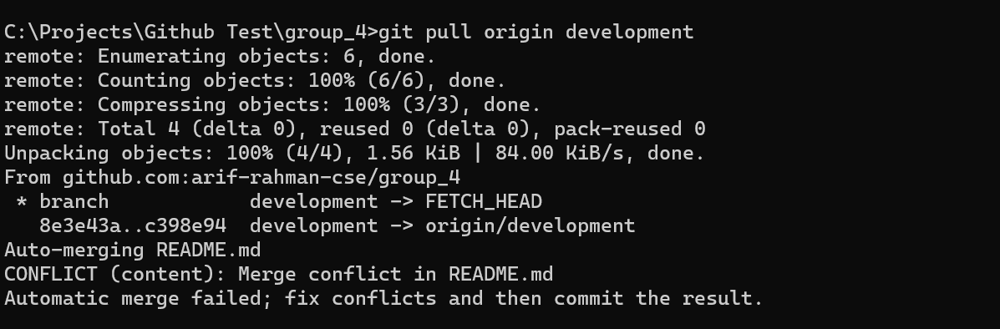 C:\Projects\Github Test\group_4>git pull origin development
remote: Enumerating objects: 6, done.
remote: Counting objects: 100% (6/6), done.
remote: Compressing objects: 100% (3/3), done.
remote: Total 4 (delta 0), reused 0 (delta 0), pack-reused 0
Unpacking objects: 100% (4/4), 1.56 KiB | 84.00 KiB/s, done.
From github.com:arif-rahman-cse/group_4
 * branch            development -> FETCH_HEAD
   8e3e43a..c398e94  development -> origin/development
Auto-merging README.md
CONFLICT (content): Merge conflict in README.md
Automatic merge failed; fix conflicts and then commit the result.